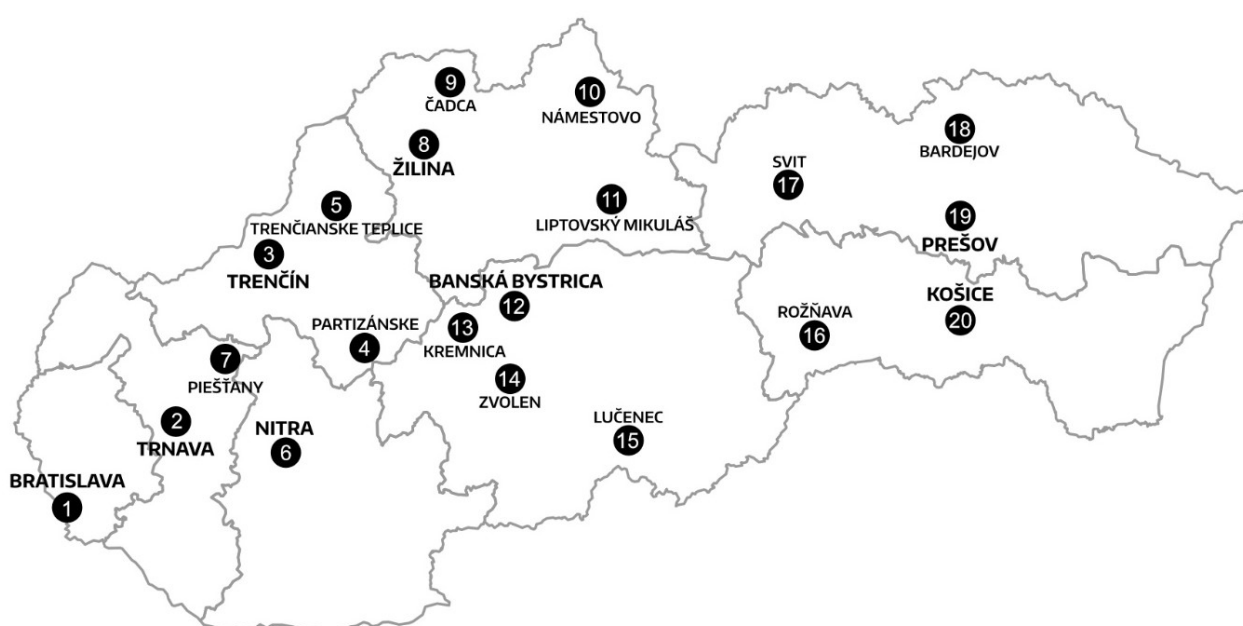 9
ČADCA
10
NÁMESTOVO
8
ŽILINA
18
BARDEJOV
SVIT
17
5
TRENČIANSKE TEPLICE
11
LIPTOVSKÝ MIKULÁŠ
19
PREŠOV
3
TRENČÍN
BANSKÁ BYSTRICA
12
KOŠICE
20
PARTIZÁNSKE
4
13
KREMNICA
ROŽŇAVA
16
7
PIEŠŤANY
14
ZVOLEN
2
TRNAVA
NITRA
6
LUČENEC
15
BRATISLAVA
1